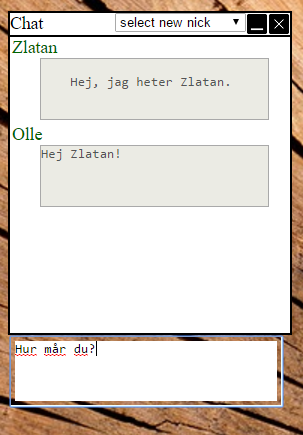 Chat select new nick
Zlatan
Hej, jag heter Zlatan.
Olle
Hej Zlatan!
Hur mår du?